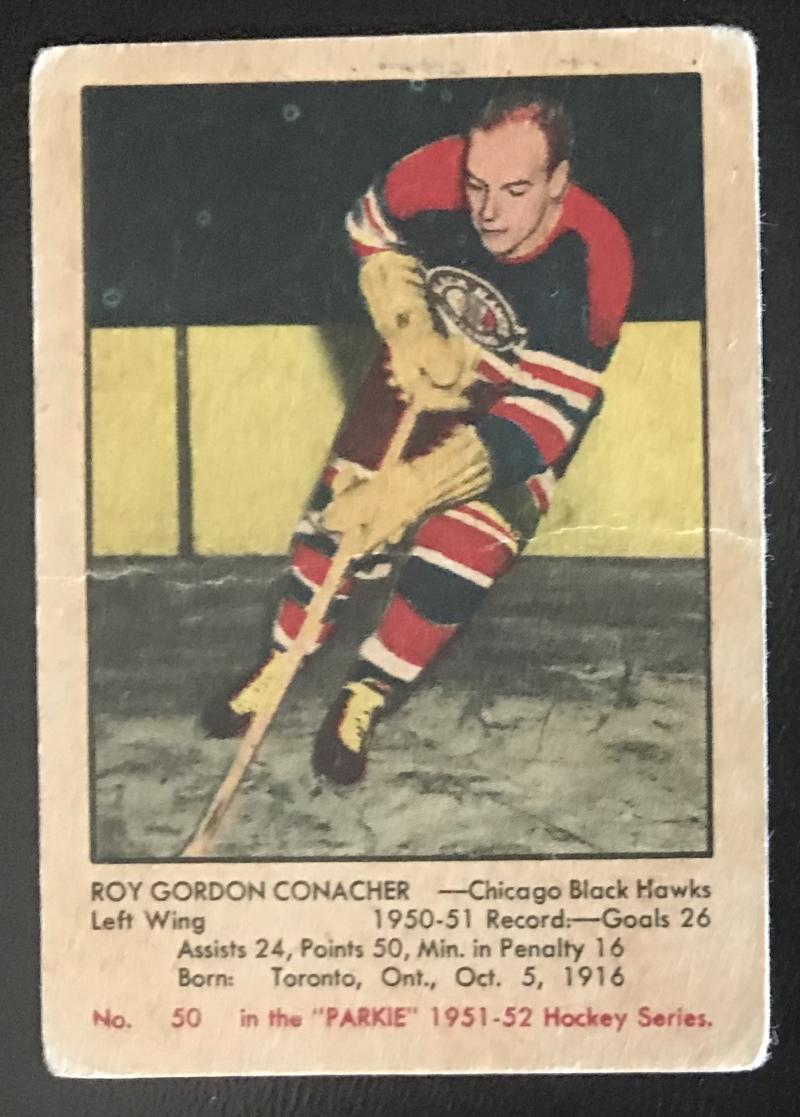 ROY GORDON CONACHER —Chicago Black Hawks
Left Wing 1950-51 Record:—Goals 26
Assists 24, Points 50, Min. in Penalty 16
Born: Toronto, Ont., Oct. 5, 1916
No. 50 in the "PARKIE" 1951-52 Hockey Series.